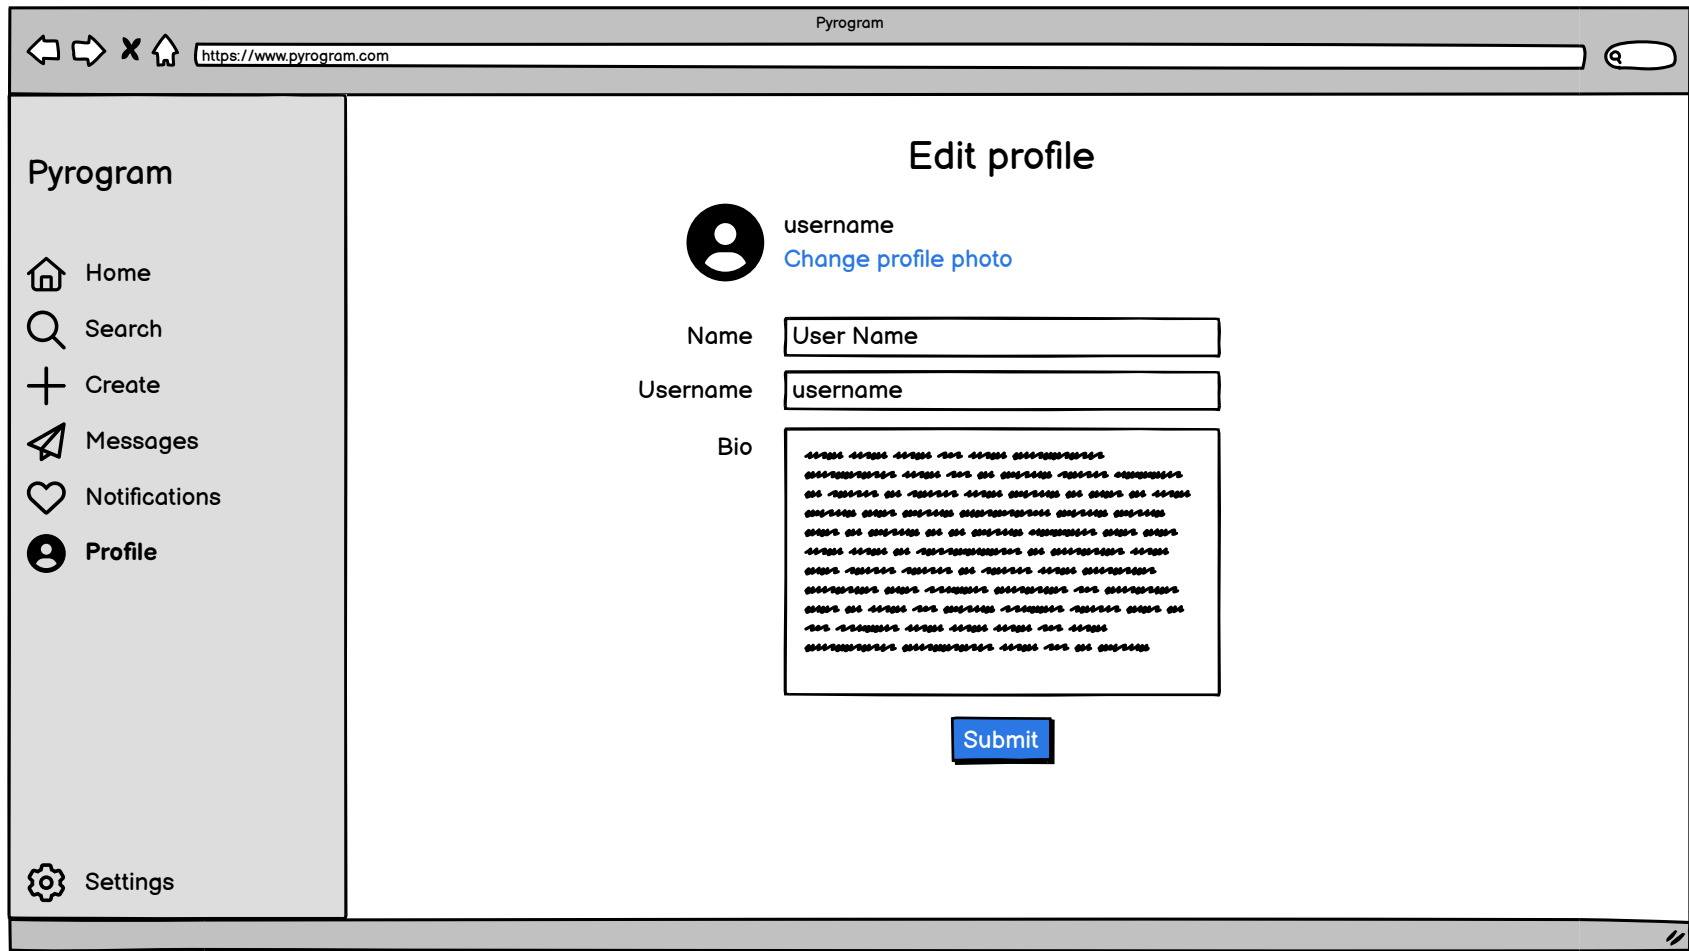 Pyrogram
https://www.pyrogram.com
Pyrogram
Home
Search
Create
Messages
Notifications
Profile
Settings
Edit profile
username
Change profile photo
Name
User Name
Username
username
Bio
Submit